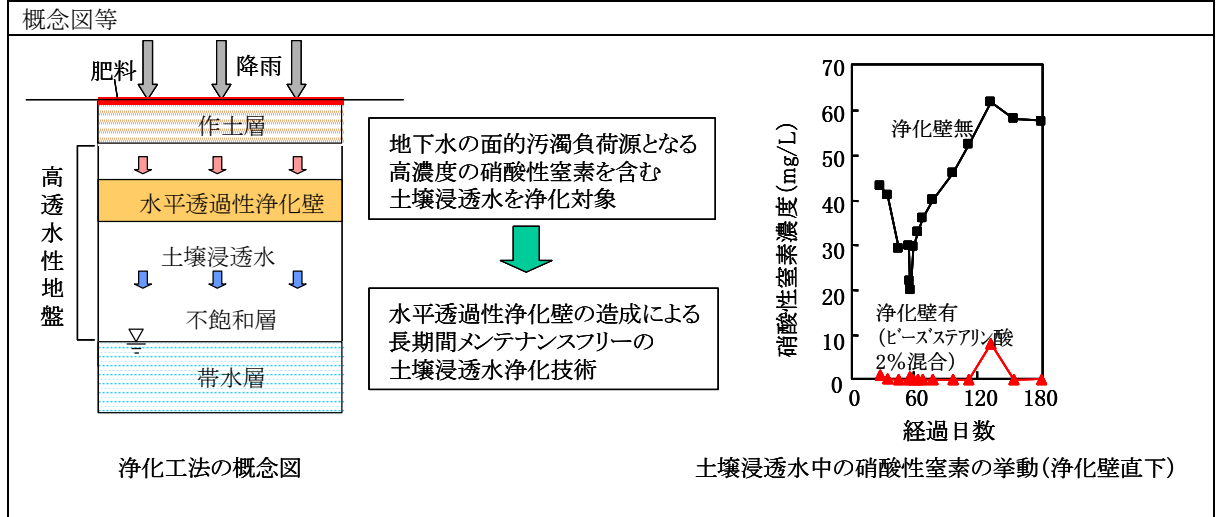 概念図等
肥料
降雨
作土層
高透水性地盤
水平透過性浄化壁
土壌浸透水
不飽和層
帯水層
浄化工法の概念図
地下水の面的汚濁負荷源となる
高濃度の硝酸性窒素を含む
土壌浸透水を浄化対象
水平透過性浄化壁の造成による
長期間メンテナンスフリーの
土壌浸透水浄化技術
硝酸性窒素濃度(mg/L)
70
60
50
40
30
20
10
0
浄化壁無
浄化壁有
(ビーズステアリン酸
2%混合)
0
60
120
180
経過日数
土壌浸透水中の硝酸性窒素の挙動(浄化壁直下)